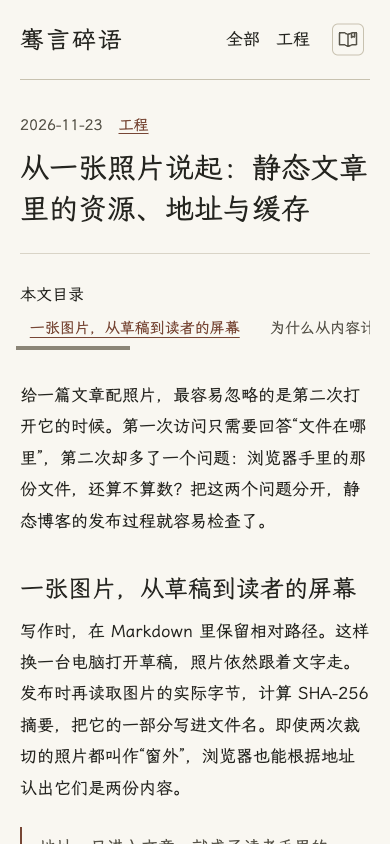 骞言碎语
全部 工程
2026-11-23 工程
从一张照片说起：静态文章
里的资源、地址与缓存
本文目录
一张图片，从草稿到读者的屏幕 为什么从内容计
给一篇文章配照片，最容易忽略的是第二次打
开它的时候。第一次访问只需要回答“文件在哪
里”，第二次却多了一个问题：浏览器手里的那
份文件，还算不算数？把这两个问题分开，静
态博客的发布过程就容易检查了。
一张图片，从草稿到读者的屏幕
写作时，在 Markdown 里保留相对路径。这样
换一台电脑打开草稿，照片依然跟着文字走。
发布时再读取图片的实际字节，计算 SHA-256
摘要，把它的一部分写进文件名。即使两次裁
切的照片都叫作“窗外”，浏览器也能根据地址
认出它们是两份内容。